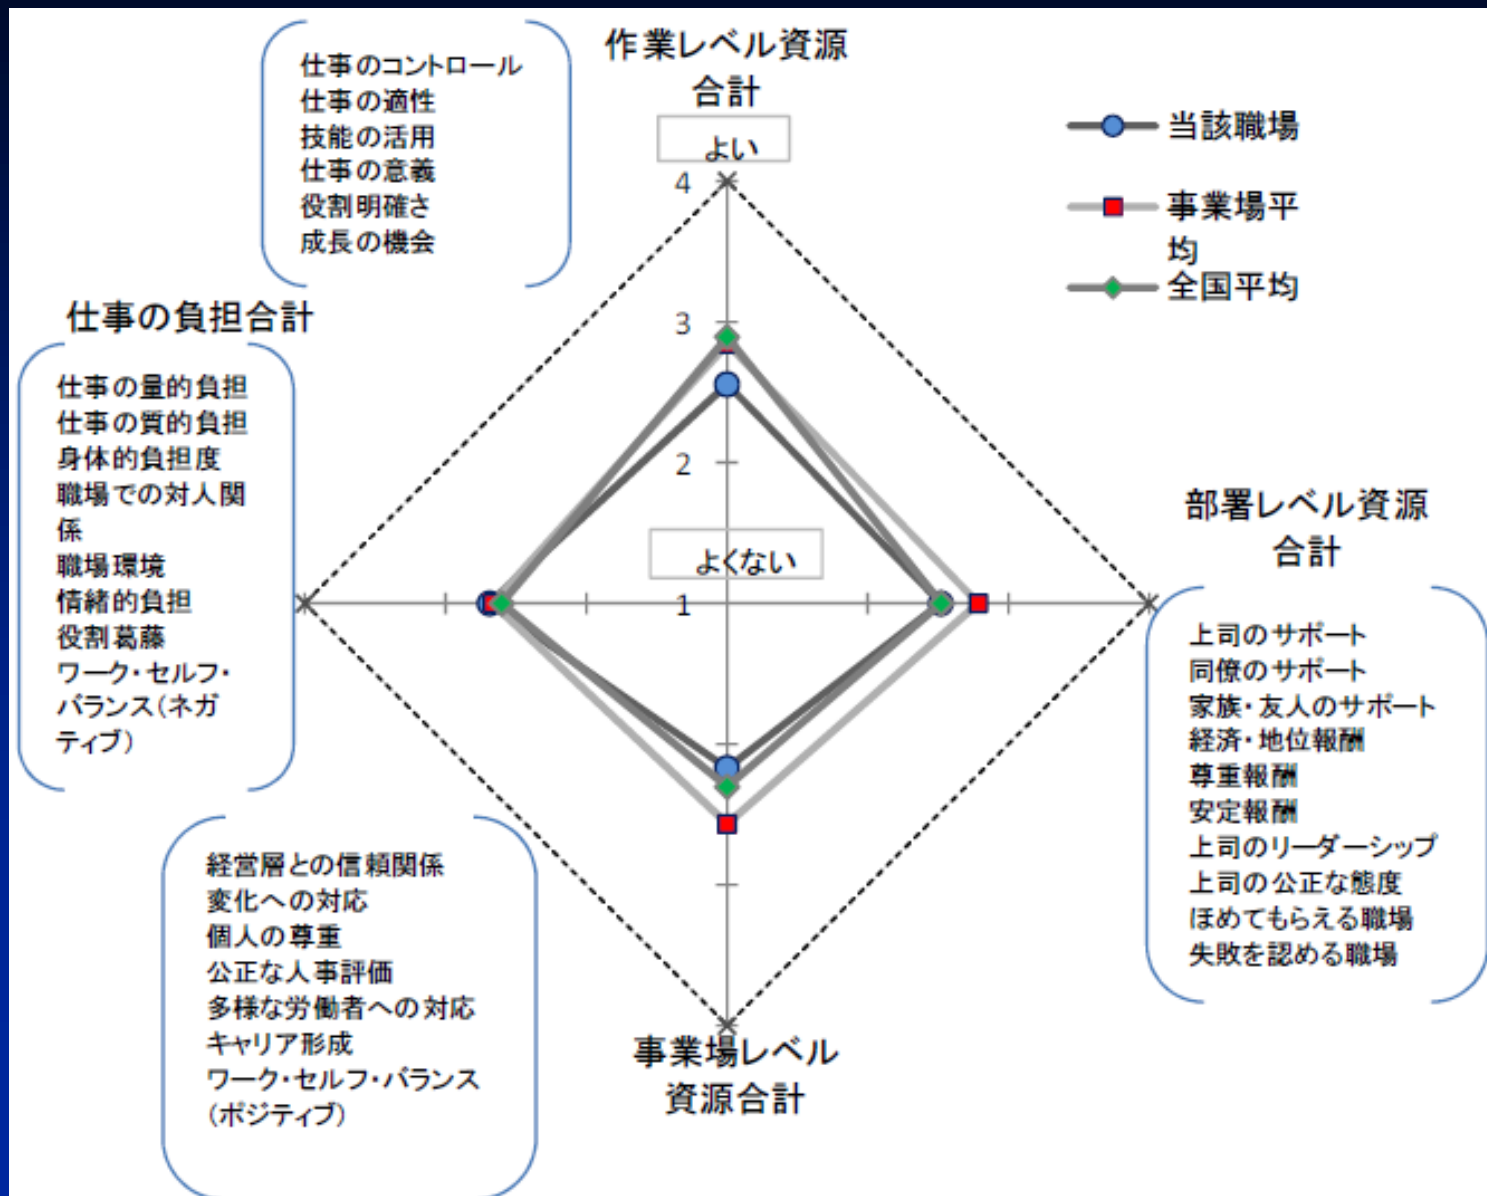 作業レベル資源
合計
よい
仕事のコントロール
仕事の適性
技能の活用
仕事の意義
役割明確さ
成長の機会
当該職場
事業場平
均
全国平均
4
3
2
1
よくない
仕事の負担合計
仕事の量的負担
仕事の質的負担
身体的負担度
職場での対人関
係
職場環境
情緒的負担
役割葛藤
ワーク・セルフ・
バランス(ネガ
ティブ)
部署レベル資源
合計
上司のサポート
同僚のサポート
家族・友人のサポート
経済・地位報酬
尊重報酬
安定報酬
上司のリーダーシップ
上司の公正な態度
ほめてもらえる職場
失敗を認める職場
経営層との信頼関係
変化への対応
個人の尊重
公正な人事評価
多様な労働者への対応
キャリア形成
ワーク・セルフ・バランス
(ポジティブ)
事業場レベル
資源合計